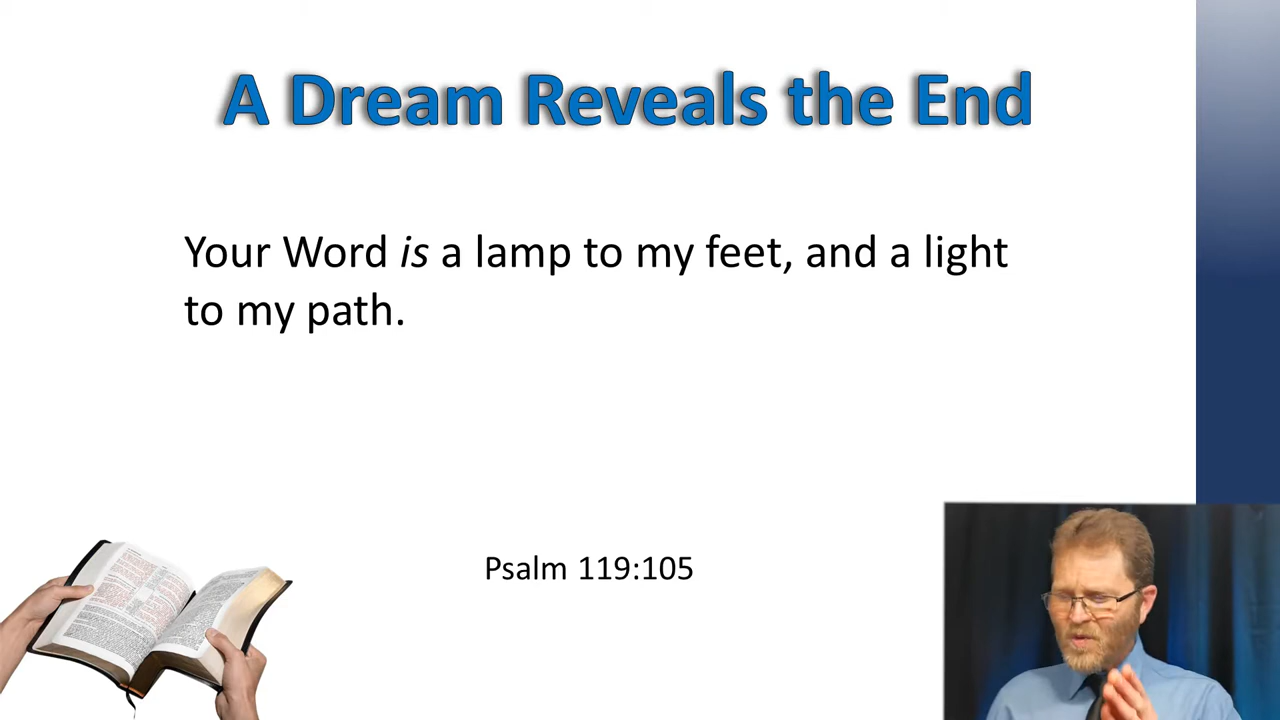 A Dream Reveals the End
Your Word is a lamp to my feet, and a light
to my path.
Psalm 119:105